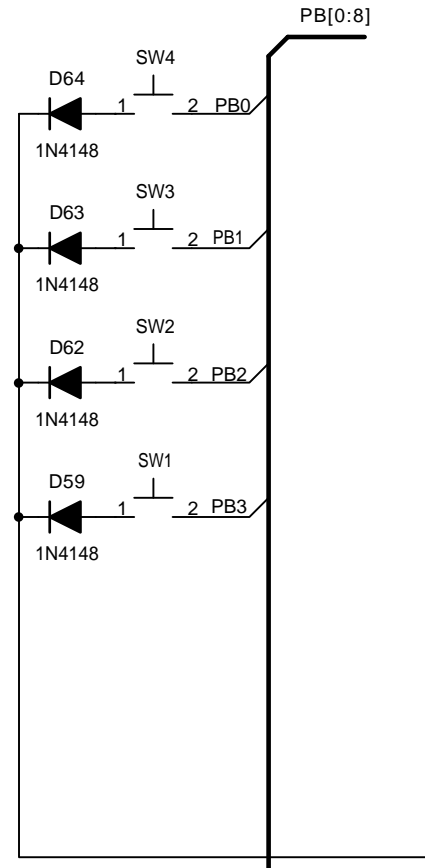 PB[0:8]
SW4
D64
1 2 PB0
1N4148
SW3
D63
1 2 PB1
1N4148
SW2
D62
1 2 PB2
1N4148
SW1
D59
1 2 PB3
1N4148